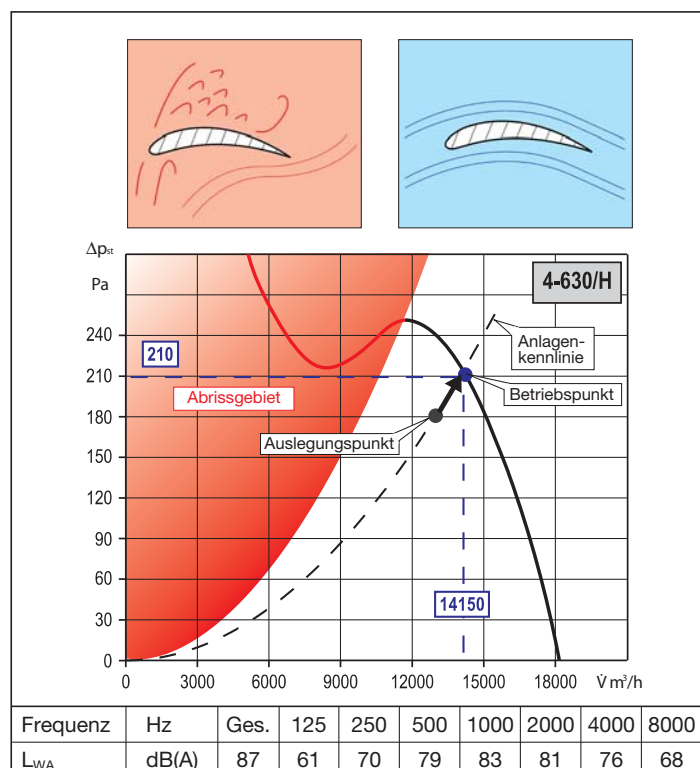 Δpst
Pa
4-630/H
240
210
180
150
120
90
60
30
0
210
Abrissgebiet
Anlagen-
kennlinie
Betriebspunkt
Auslegungspunkt
14150
0 3000 6000 9000 12000 15000 18000 V̇ m³/h
Frequenz Hz Ges. 125 250 500 1000 2000 4000 8000
LWA dB(A) 87 61 70 79 83 81 76 68